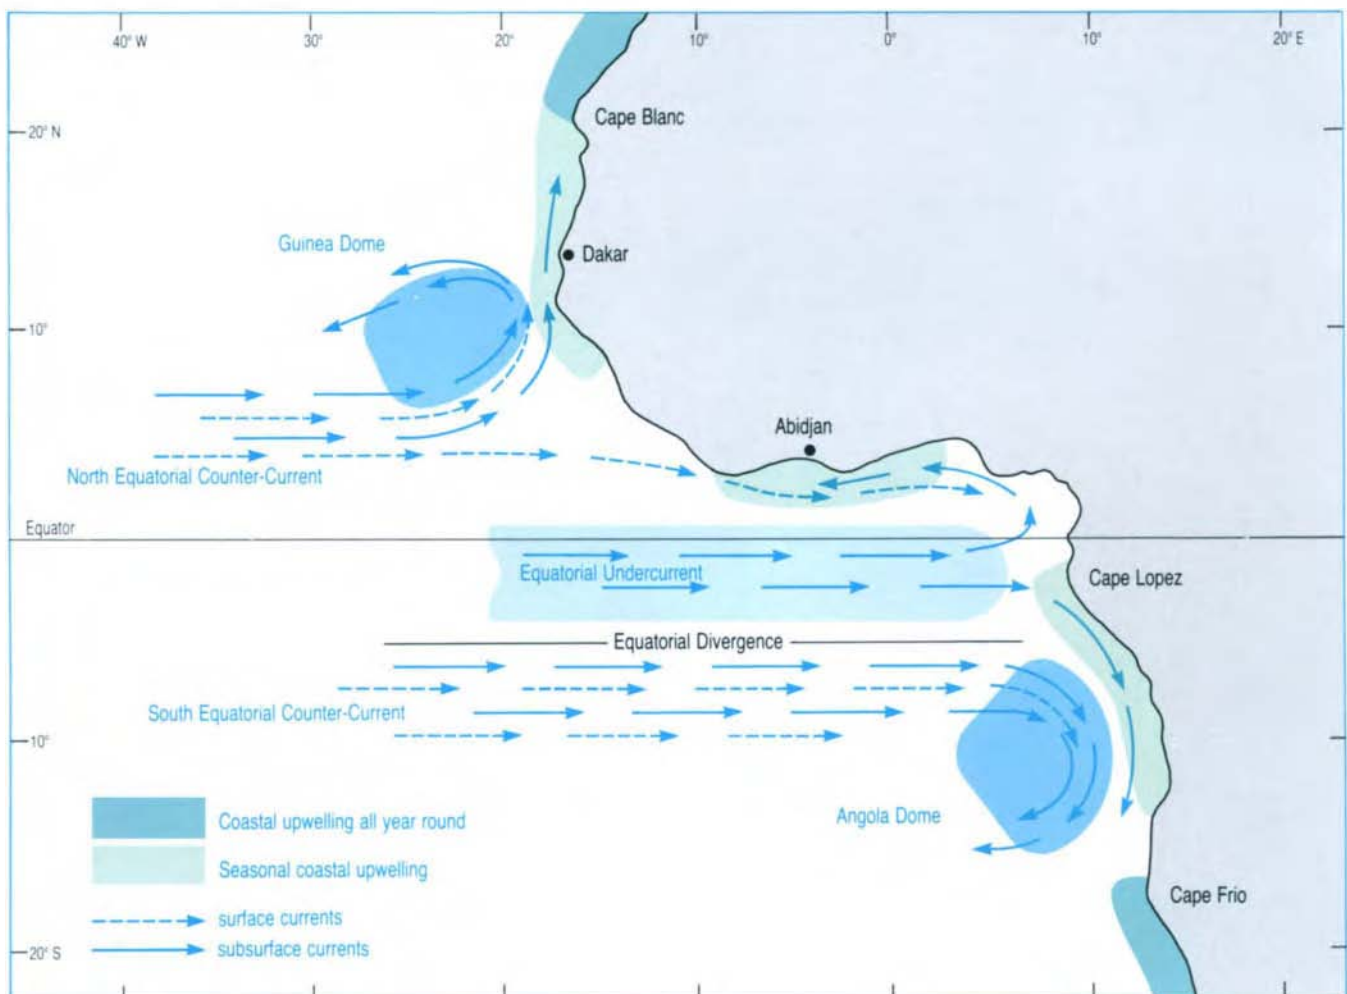 40° W
30°
20°
10°
0°
10°
20° E
Cape Blanc
20° N
Guinea Dome
Dakar
10°
Abidjan
North Equatorial Counter-Current
Equator
Equatorial Undercurrent
Cape Lopez
Equatorial Divergence
South Equatorial Counter-Current
10°
Angola Dome
Coastal upwelling all year round
Seasonal coastal upwelling
Cape Frio
surface currents
subsurface currents
20° S